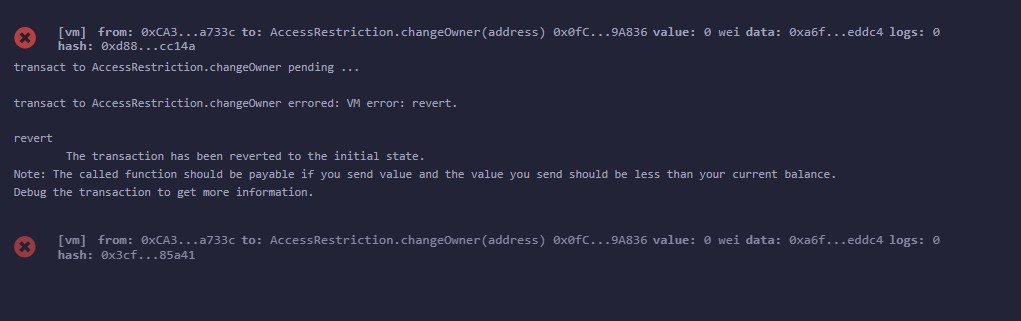 [vm] from: 0xCA3...a733c to: AccessRestriction.changeOwner(address) 0x0fC...9A836 value: 0 wei data: 0xa6f...eddc4 logs: 0
hash: 0xd88...cc14a
transact to AccessRestriction.changeOwner pending ...
transact to AccessRestriction.changeOwner errored: VM error: revert.
revert
The transaction has been reverted to the initial state.
Note: The called function should be payable if you send value and the value you send should be less than your current balance.
Debug the transaction to get more information.
[vm] from: 0xCA3...a733c to: AccessRestriction.changeOwner(address) 0x0fC...9A836 value: 0 wei data: 0xa6f...eddc4 logs: 0
hash: 0x3cf...85a41